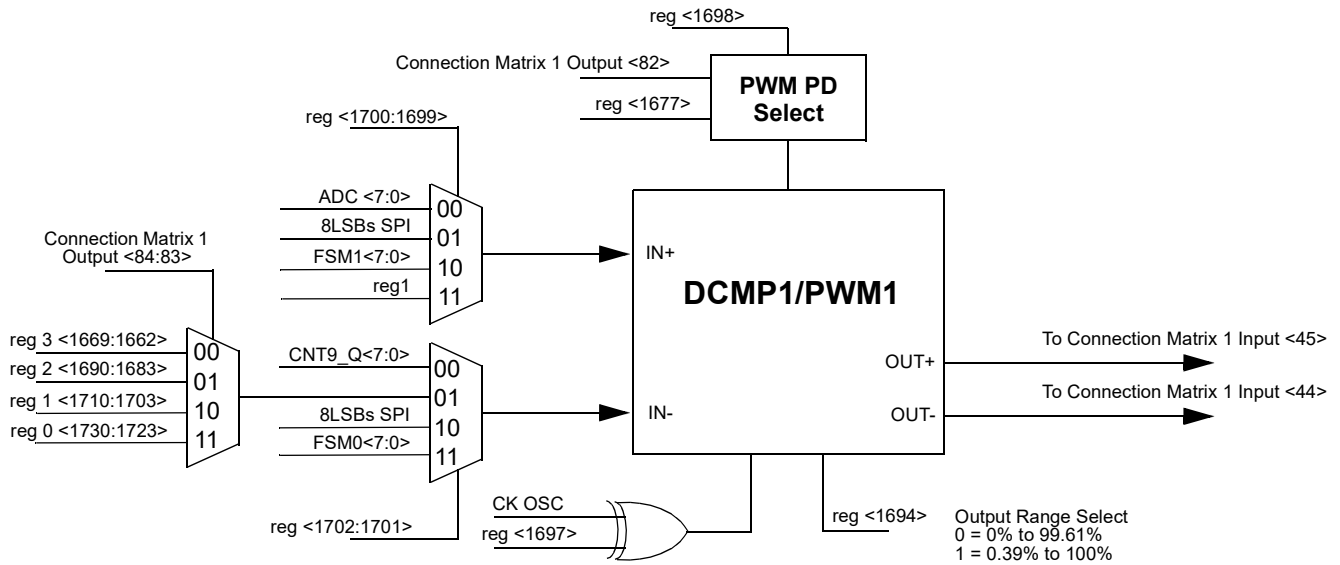 reg <1698>
Connection Matrix 1 Output <82>
PWM PD
Select
reg <1677>
reg <1700:1699>
ADC <7:0>
00
8LSBs SPI
01
FSM1<7:0>
10
reg1
11
Connection Matrix 1
Output <84:83>
IN+
DCMP1/PWM1
reg 3 <1669:1662>
00
reg 2 <1690:1683>
01
reg 1 <1710:1703>
10
reg 0 <1730:1723>
11
CNT9_Q<7:0>
00
01
8LSBs SPI
10
FSM0<7:0>
11
IN-
OUT+
To Connection Matrix 1 Input <45>
OUT-
To Connection Matrix 1 Input <44>
reg <1702:1701>
CK OSC
reg <1697>
reg <1694>
Output Range Select
0 = 0% to 99.61%
1 = 0.39% to 100%